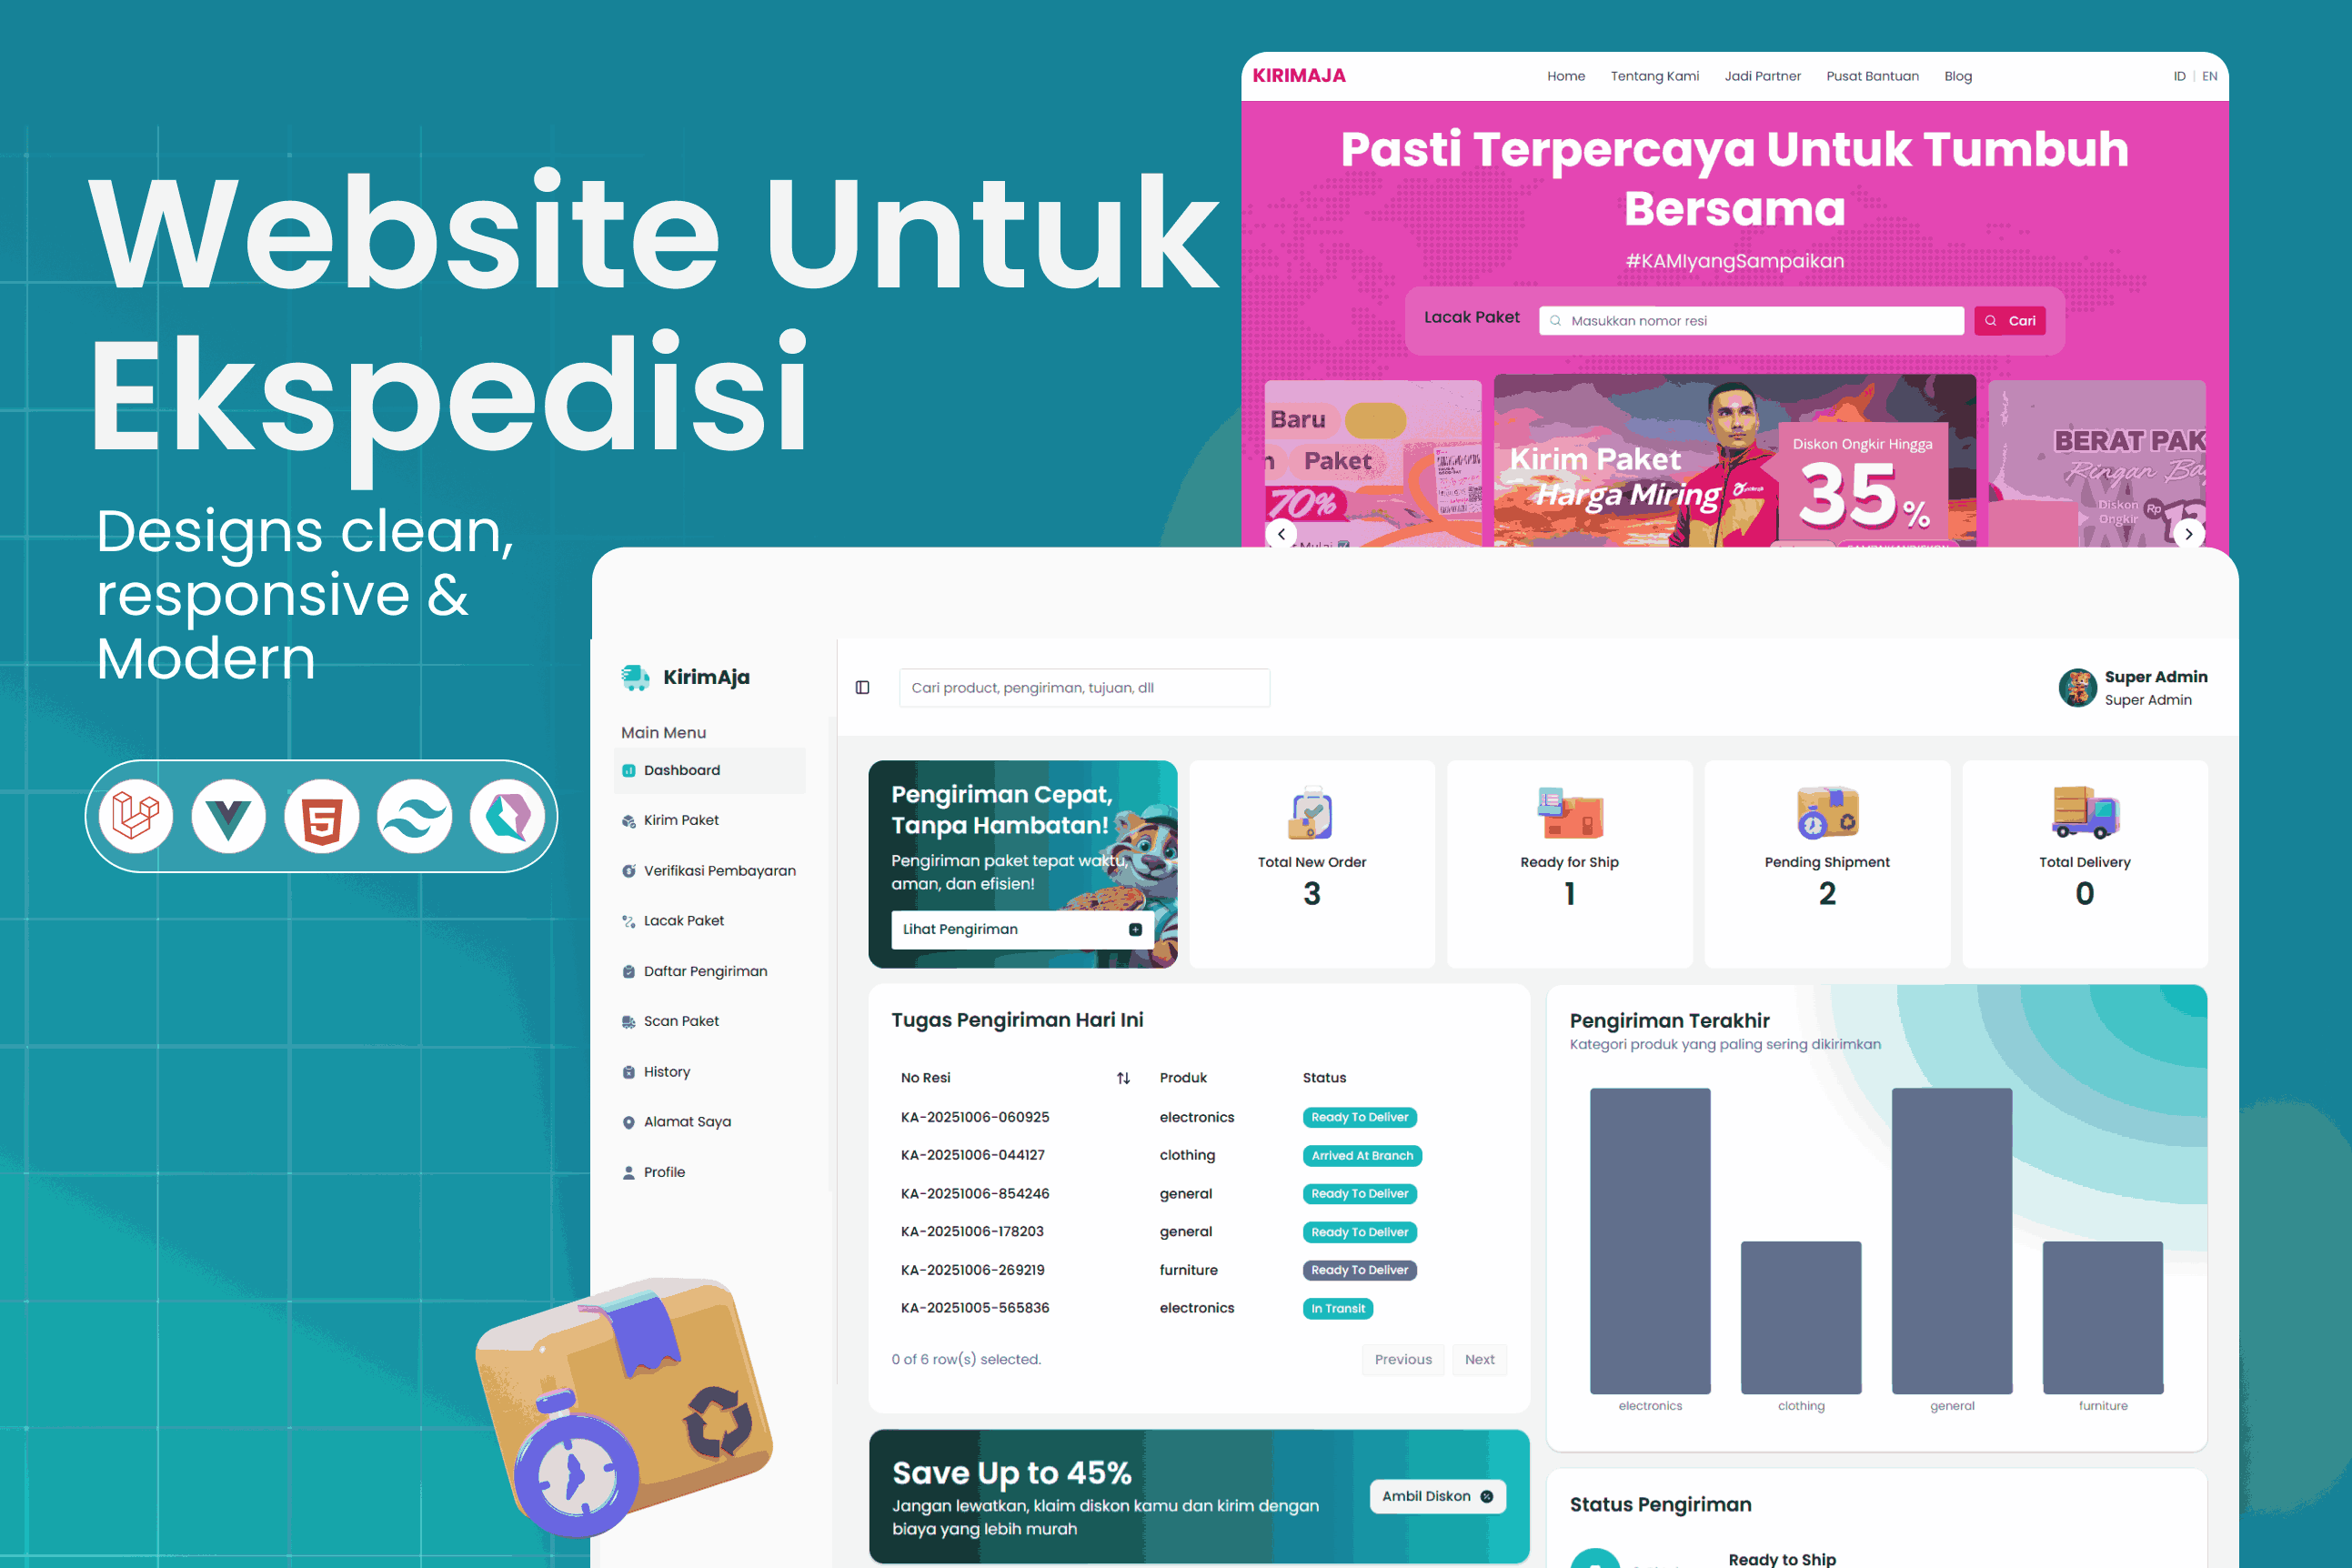 Website Untuk
Ekspedisi
Designs clean,
responsive &
Modern
KIRIMAJA
Home
Tentang Kami
Jadi Partner
Pusat Bantuan
Blog
ID | EN
Pasti Terpercaya Untuk Tumbuh
Bersama
#KAMIyangSampaikan
Lacak Paket
Masukkan nomor resi
Cari
Baru
Paket
70%
Kirim Paket
Harga Miring
Diskon Ongkir Hingga
35%
BERAT PAK
Ringan Ba
Diskon
Ongkir
Rp
KirimAja
Main Menu
Dashboard
Kirim Paket
Verifikasi Pembayaran
Lacak Paket
Daftar Pengiriman
Scan Paket
History
Alamat Saya
Profile
Cari product, pengiriman, tujuan, dll
Super Admin
Super Admin
Pengiriman Cepat,
Tanpa Hambatan!
Pengiriman paket tepat waktu,
aman, dan efisien!
Lihat Pengiriman
Total New Order
3
Ready for Ship
1
Pending Shipment
2
Total Delivery
0
Tugas Pengiriman Hari Ini
No Resi Produk Status
KA-20251006-060925 electronics Ready To Deliver
KA-20251006-044127 clothing Arrived At Branch
KA-20251006-854246 general Ready To Deliver
KA-20251006-178203 general Ready To Deliver
KA-20251006-269219 furniture Ready To Deliver
KA-20251005-565836 electronics In Transit
0 of 6 row(s) selected.
Previous
Next
Pengiriman Terakhir
Kategori produk yang paling sering dikirimkan
electronics clothing general furniture
Save Up to 45%
Jangan lewatkan, klaim diskon kamu dan kirim dengan
biaya yang lebih murah
Ambil Diskon
Status Pengiriman
Ready to Ship